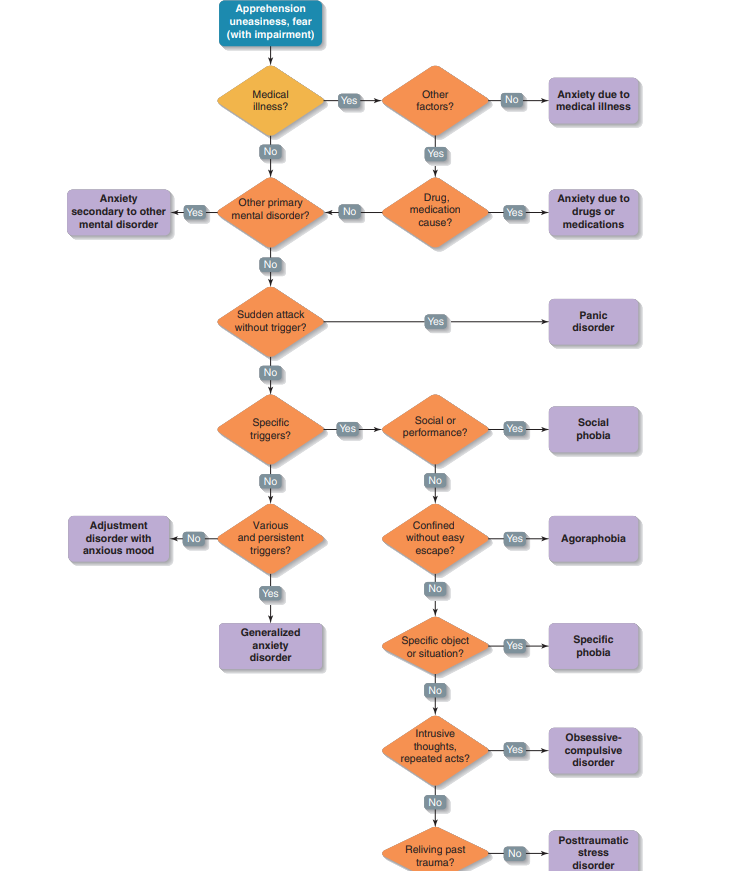 Apprehension
uneasiness, fear
(with impairment)
Medical
illness?
Yes
Other
factors?
No
Anxiety due to
medical illness
No
Yes
Anxiety
secondary to other
mental disorder
Yes
Other primary
mental disorder?
No
Drug,
medication
cause?
Yes
Anxiety due to
drugs or
medications
No
Sudden attack
without trigger?
Yes
Panic
disorder
No
Specific
triggers?
Yes
Social or
performance?
Yes
Social
phobia
No
No
Adjustment
disorder with
anxious mood
No
Various
and persistent
triggers?
Confined
without easy
escape?
Yes
Agoraphobia
Yes
No
Generalized
anxiety
disorder
Specific object
or situation?
Yes
Specific
phobia
No
Intrusive
thoughts,
repeated acts?
Yes
Obsessive-
compulsive
disorder
No
Reliving past
trauma?
No
Posttraumatic
stress
disorder